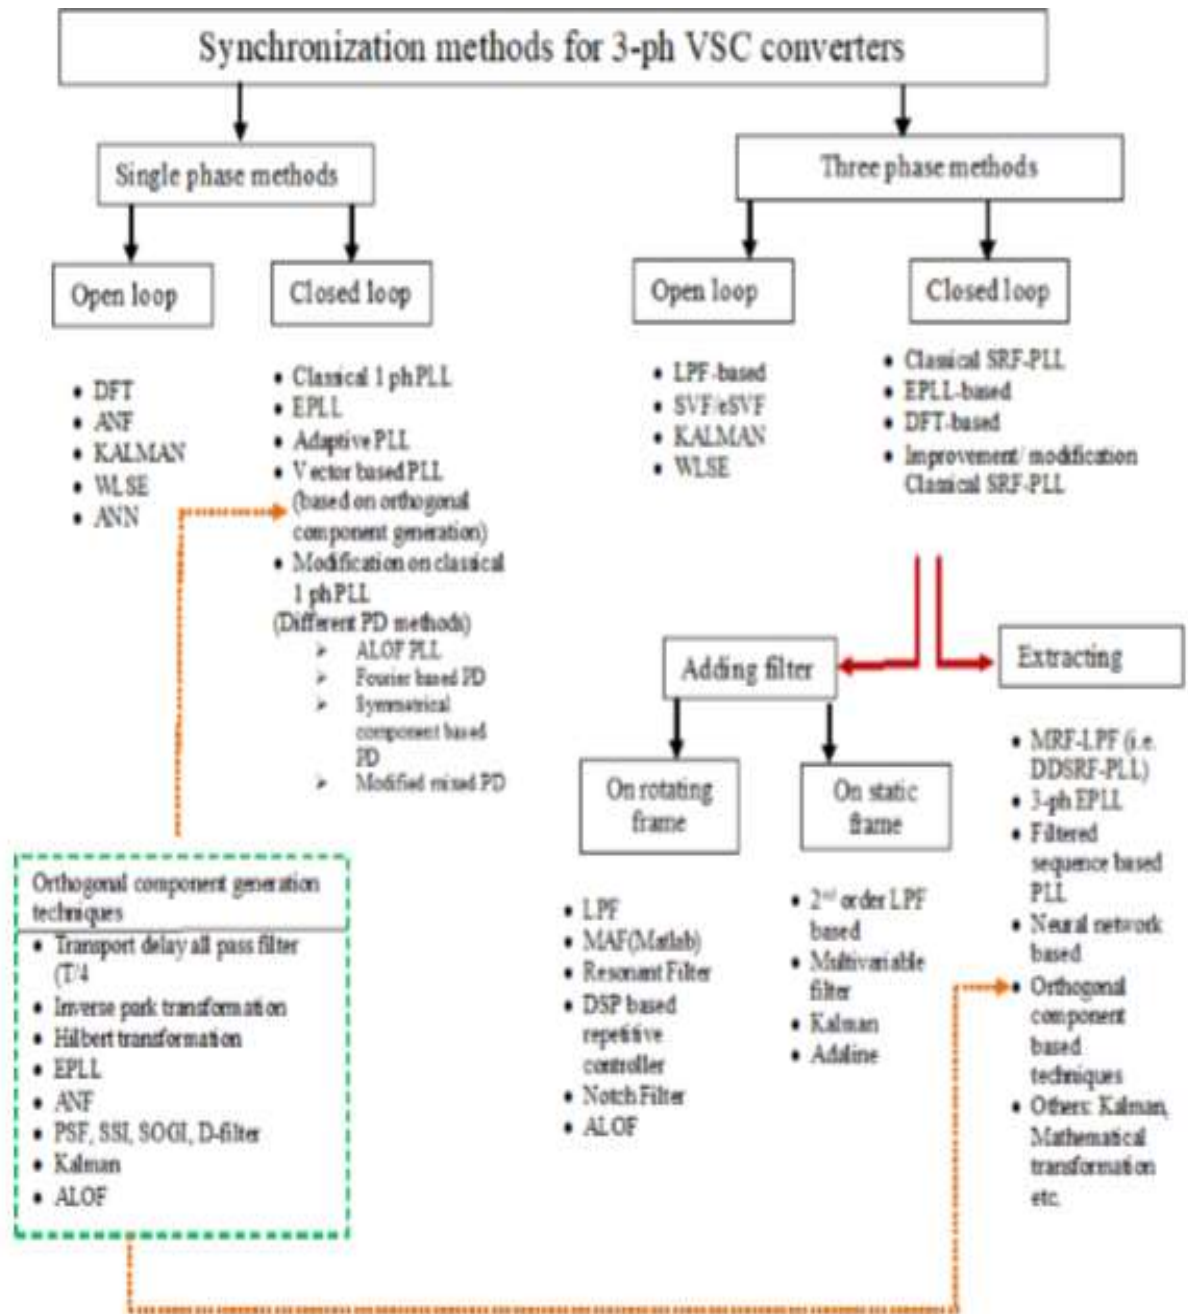 Synchronization methods for 3-ph VSC converters
Single phase methods
Three phase methods
Open loop
Closed loop
Open loop
Closed loop
• DFT
• ANF
• KALMAN
• WLSE
• ANN
• Classical 1 ph PLL
• EPLL
• Adaptive PLL
• Vector based PLL
(based on orthogonal
component generation)
• Modification on classical
1 ph PLL
(Different PD methods)
➢ ALOF PLL
➢ Fourier based PD
➢ Symmetrical
component based
PD
➢ Modified mixed PD
• LPF-based
• SVF/eSVF
• KALMAN
• WLSE
• Classical SRF-PLL
• EPLL-based
• DFT-based
• Improvement/ modification
Classical SRF-PLL
Adding filter
Extracting
On rotating
frame
On static
frame
• LPF
• MAF(Matlab)
• Resonant Filter
• DSP based
repetitive
controller
• Notch Filter
• ALOF
• 2nd order LPF
based
• Multivariable
filter
• Kalman
• Adaline
• MRF-LPF (i.e.
DDSRF-PLL)
• 3-ph EPLL
• Filtered
sequence based
PLL
• Neural network
based
• Orthogonal
component
based
techniques
• Others: Kalman,
Mathematical
transformation
etc.
Orthogonal component generation
techniques
• Transport delay all pass filter
(T/4
• Inverse park transformation
• Hilbert transformation
• EPLL
• ANF
• PSF, SSI, SOGI, D-filter
• Kalman
• ALOF